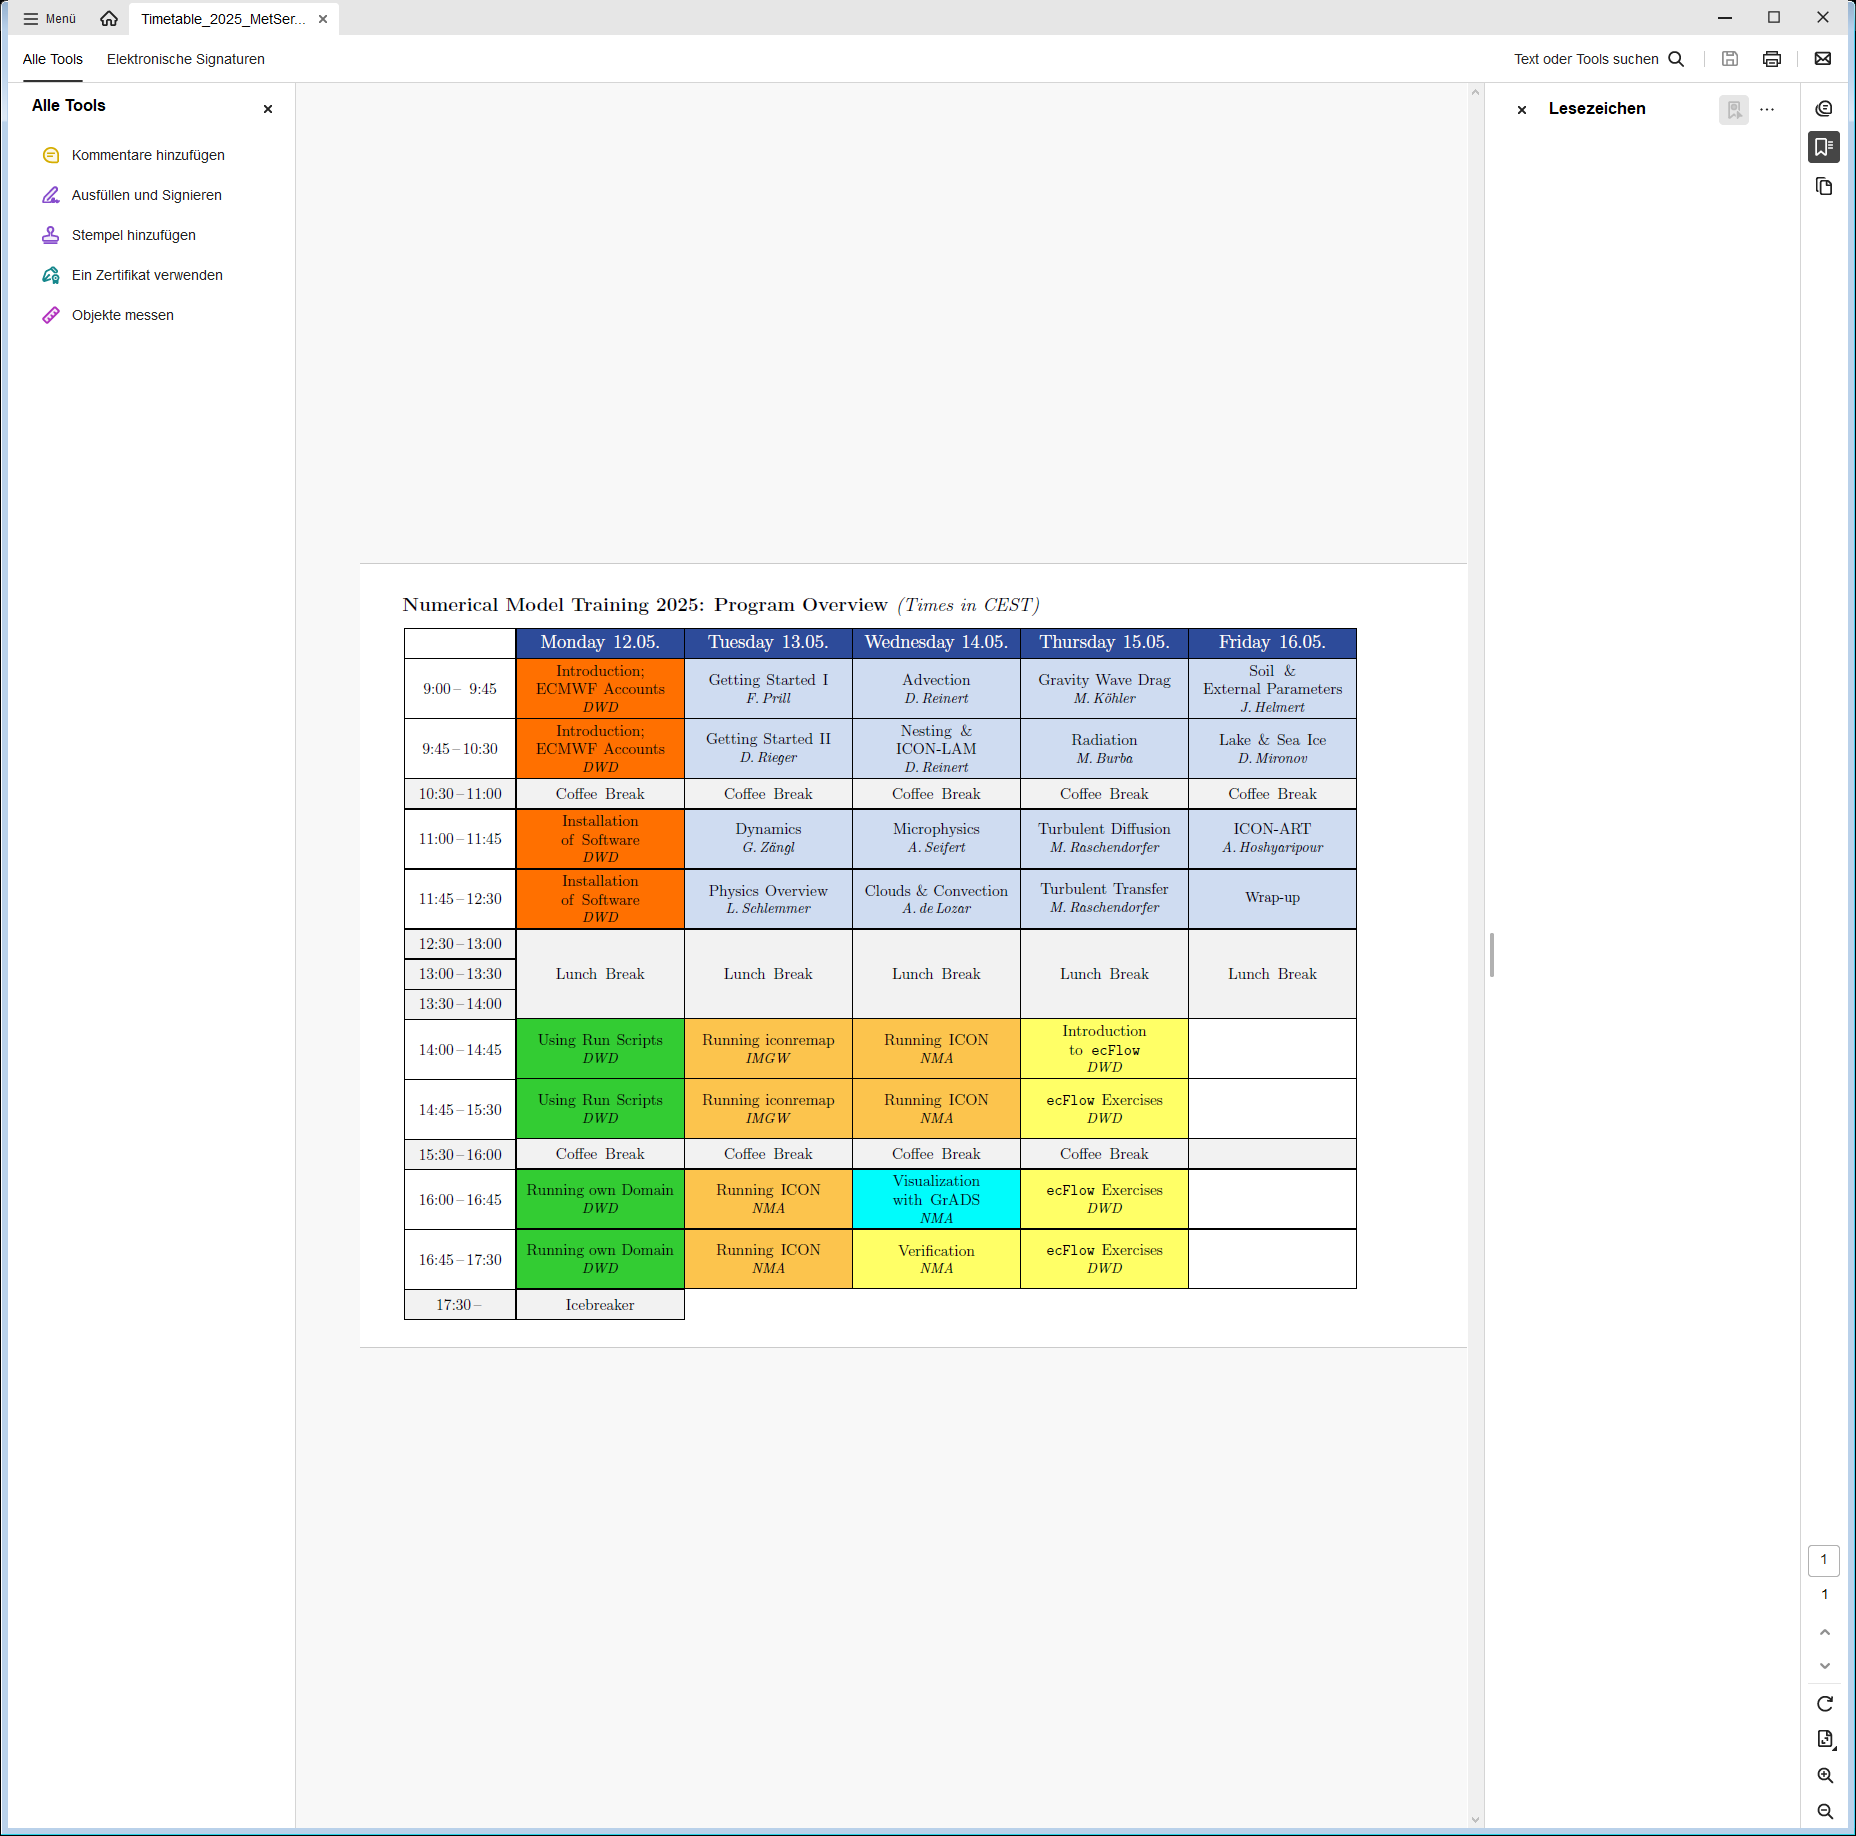 Menü
Timetable_2025_MetSer...
Alle Tools
Elektronische Signaturen
Text oder Tools suchen
Alle Tools
Kommentare hinzufügen
Ausfüllen und Signieren
Stempel hinzufügen
Ein Zertifikat verwenden
Objekte messen
Lesezeichen
Numerical Model Training 2025: Program Overview (Times in CEST)
Monday 12.05. Tuesday 13.05. Wednesday 14.05. Thursday 15.05. Friday 16.05.
9:00 – 9:45
Introduction;
ECMWF Accounts
DWD
Getting Started I
F. Prill
Advection
D. Reinert
Gravity Wave Drag
M. Köhler
Soil &
External Parameters
J. Helmert
9:45 – 10:30
Introduction;
ECMWF Accounts
DWD
Getting Started II
D. Rieger
Nesting &
ICON-LAM
D. Reinert
Radiation
M. Burba
Lake & Sea Ice
D. Mironov
10:30 – 11:00 Coffee Break Coffee Break Coffee Break Coffee Break Coffee Break
11:00 – 11:45
Installation
of Software
DWD
Dynamics
G. Zängl
Microphysics
A. Seifert
Turbulent Diffusion
M. Raschendorfer
ICON-ART
A. Hoshyaripour
11:45 – 12:30
Installation
of Software
DWD
Physics Overview
L. Schlemmer
Clouds & Convection
A. de Lozar
Turbulent Transfer
M. Raschendorfer
Wrap-up
12:30 – 13:00
13:00 – 13:30 Lunch Break Lunch Break Lunch Break Lunch Break Lunch Break
13:30 – 14:00
14:00 – 14:45
Using Run Scripts
DWD
Running iconremap
IMGW
Running ICON
NMA
Introduction
to ecFlow
DWD
14:45 – 15:30
Using Run Scripts
DWD
Running iconremap
IMGW
Running ICON
NMA
ecFlow Exercises
DWD
15:30 – 16:00 Coffee Break Coffee Break Coffee Break Coffee Break
16:00 – 16:45
Running own Domain
DWD
Running ICON
NMA
Visualization
with GrADS
NMA
ecFlow Exercises
DWD
16:45 – 17:30
Running own Domain
DWD
Running ICON
NMA
Verification
NMA
ecFlow Exercises
DWD
17:30 – Icebreaker
1
1